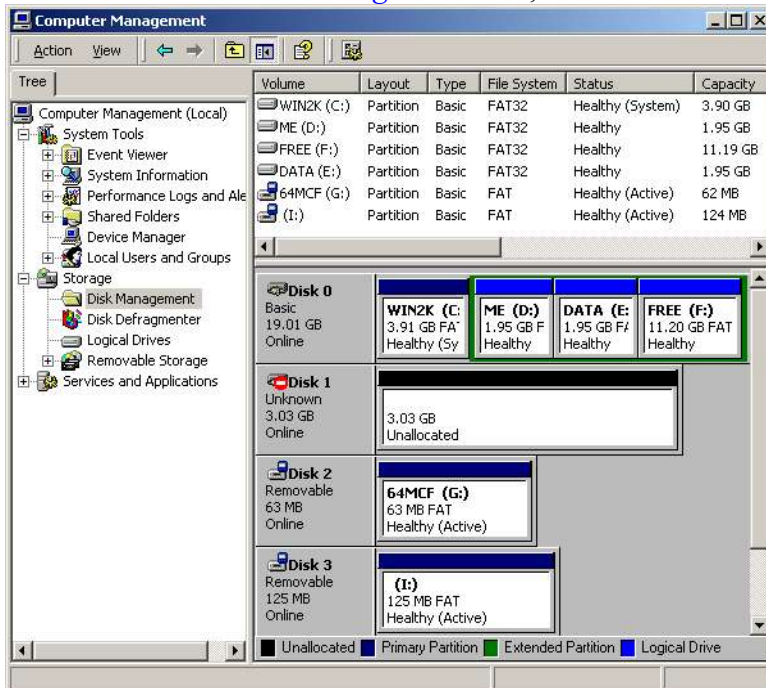 Computer Management
Action View
Tree
Computer Management (Local)
System Tools
Event Viewer
System Information
Performance Logs and Ale
Shared Folders
Device Manager
Local Users and Groups
Storage
Disk Management
Disk Defragmenter
Logical Drives
Removable Storage
Services and Applications
Volume Layout Type File System Status Capacity
WIN2K (C:) Partition Basic FAT32 Healthy (System) 3.90 GB
ME (D:) Partition Basic FAT32 Healthy 1.95 GB
FREE (F:) Partition Basic FAT32 Healthy 11.19 GB
DATA (E:) Partition Basic FAT32 Healthy 1.95 GB
64MCF (G:) Partition Basic FAT Healthy (Active) 62 MB
(I:) Partition Basic FAT Healthy (Active) 124 MB
Disk 0
Basic
19.01 GB
Online
WIN2K (C:
3.91 GB FA
Healthy (Sy
ME (D:)
1.95 GB F
Healthy
DATA (E:
1.95 GB F
Healthy
FREE (F:)
11.20 GB FAT
Healthy
Disk 1
Unknown
3.03 GB
Online
3.03 GB
Unallocated
Disk 2
Removable
63 MB
Online
64MCF (G:)
63 MB FAT
Healthy (Active)
Disk 3
Removable
125 MB
Online
(I:)
125 MB FAT
Healthy (Active)
Unallocated Primary Partition Extended Partition Logical Drive